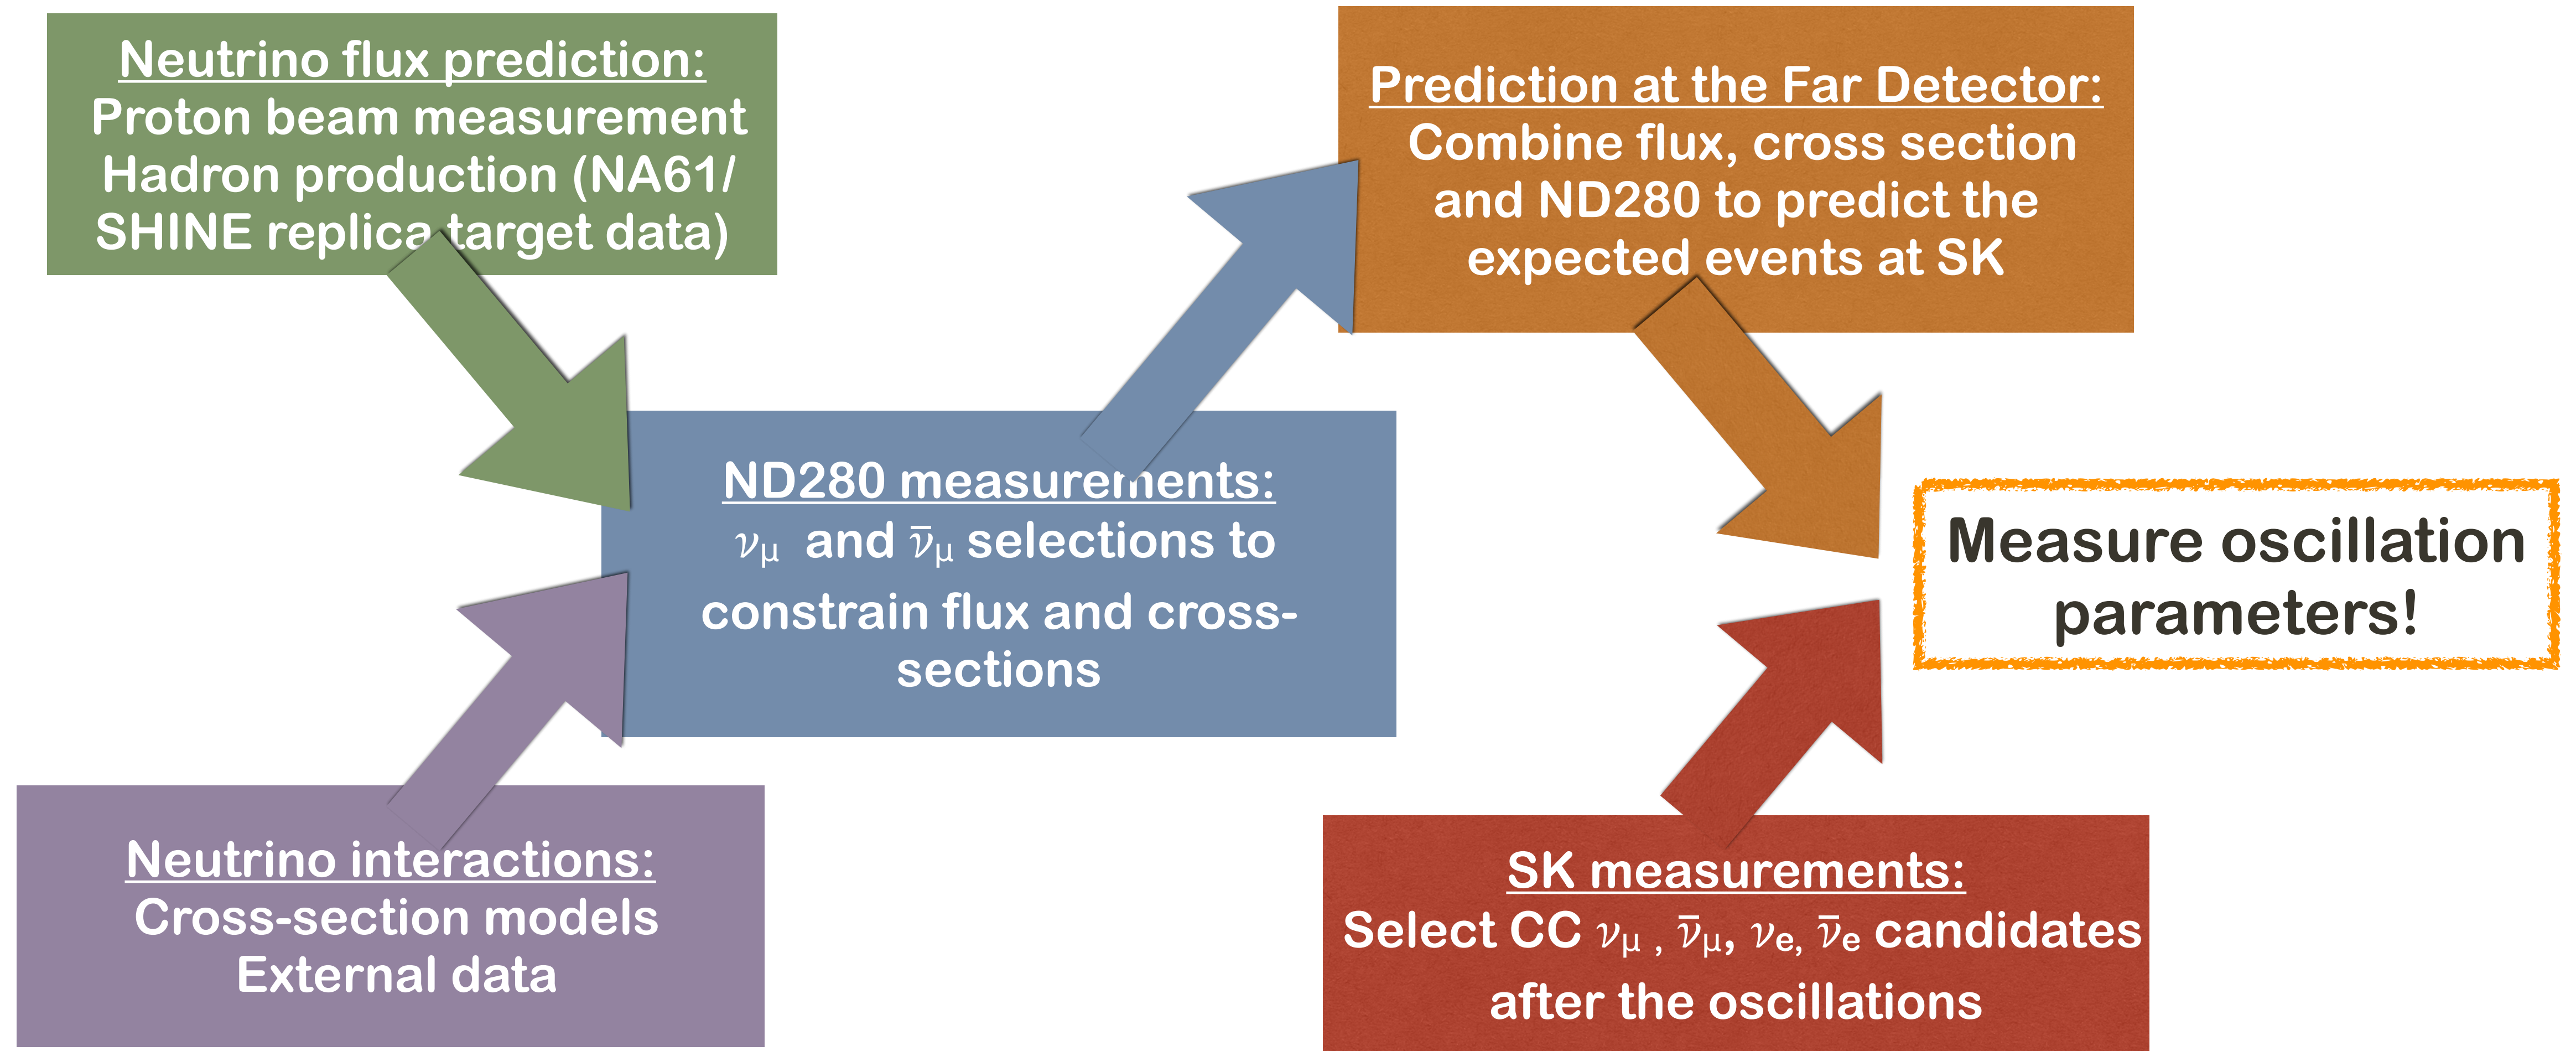 Neutrino flux prediction:
Proton beam measurement
Hadron production (NA61/
SHINE replica target data)
Neutrino interactions:
Cross-section models
External data
ND280 measurements:
νμ and ν̅μ selections to
constrain flux and cross-
sections
Prediction at the Far Detector:
Combine flux, cross section
and ND280 to predict the
expected events at SK
SK measurements:
Select CC νμ , ν̅μ, νe, ν̅e candidates
after the oscillations
Measure oscillation
parameters!